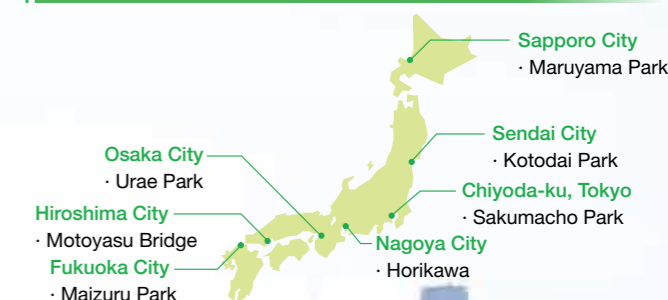 Sapporo City
· Maruyama Park
Sendai City
· Kotodai Park
Osaka City
· Urae Park
Chiyoda-ku, Tokyo
· Sakumacho Park
Hiroshima City
· Motoyasu Bridge
Nagoya City
· Horikawa
Fukuoka City
· Maizuru Park